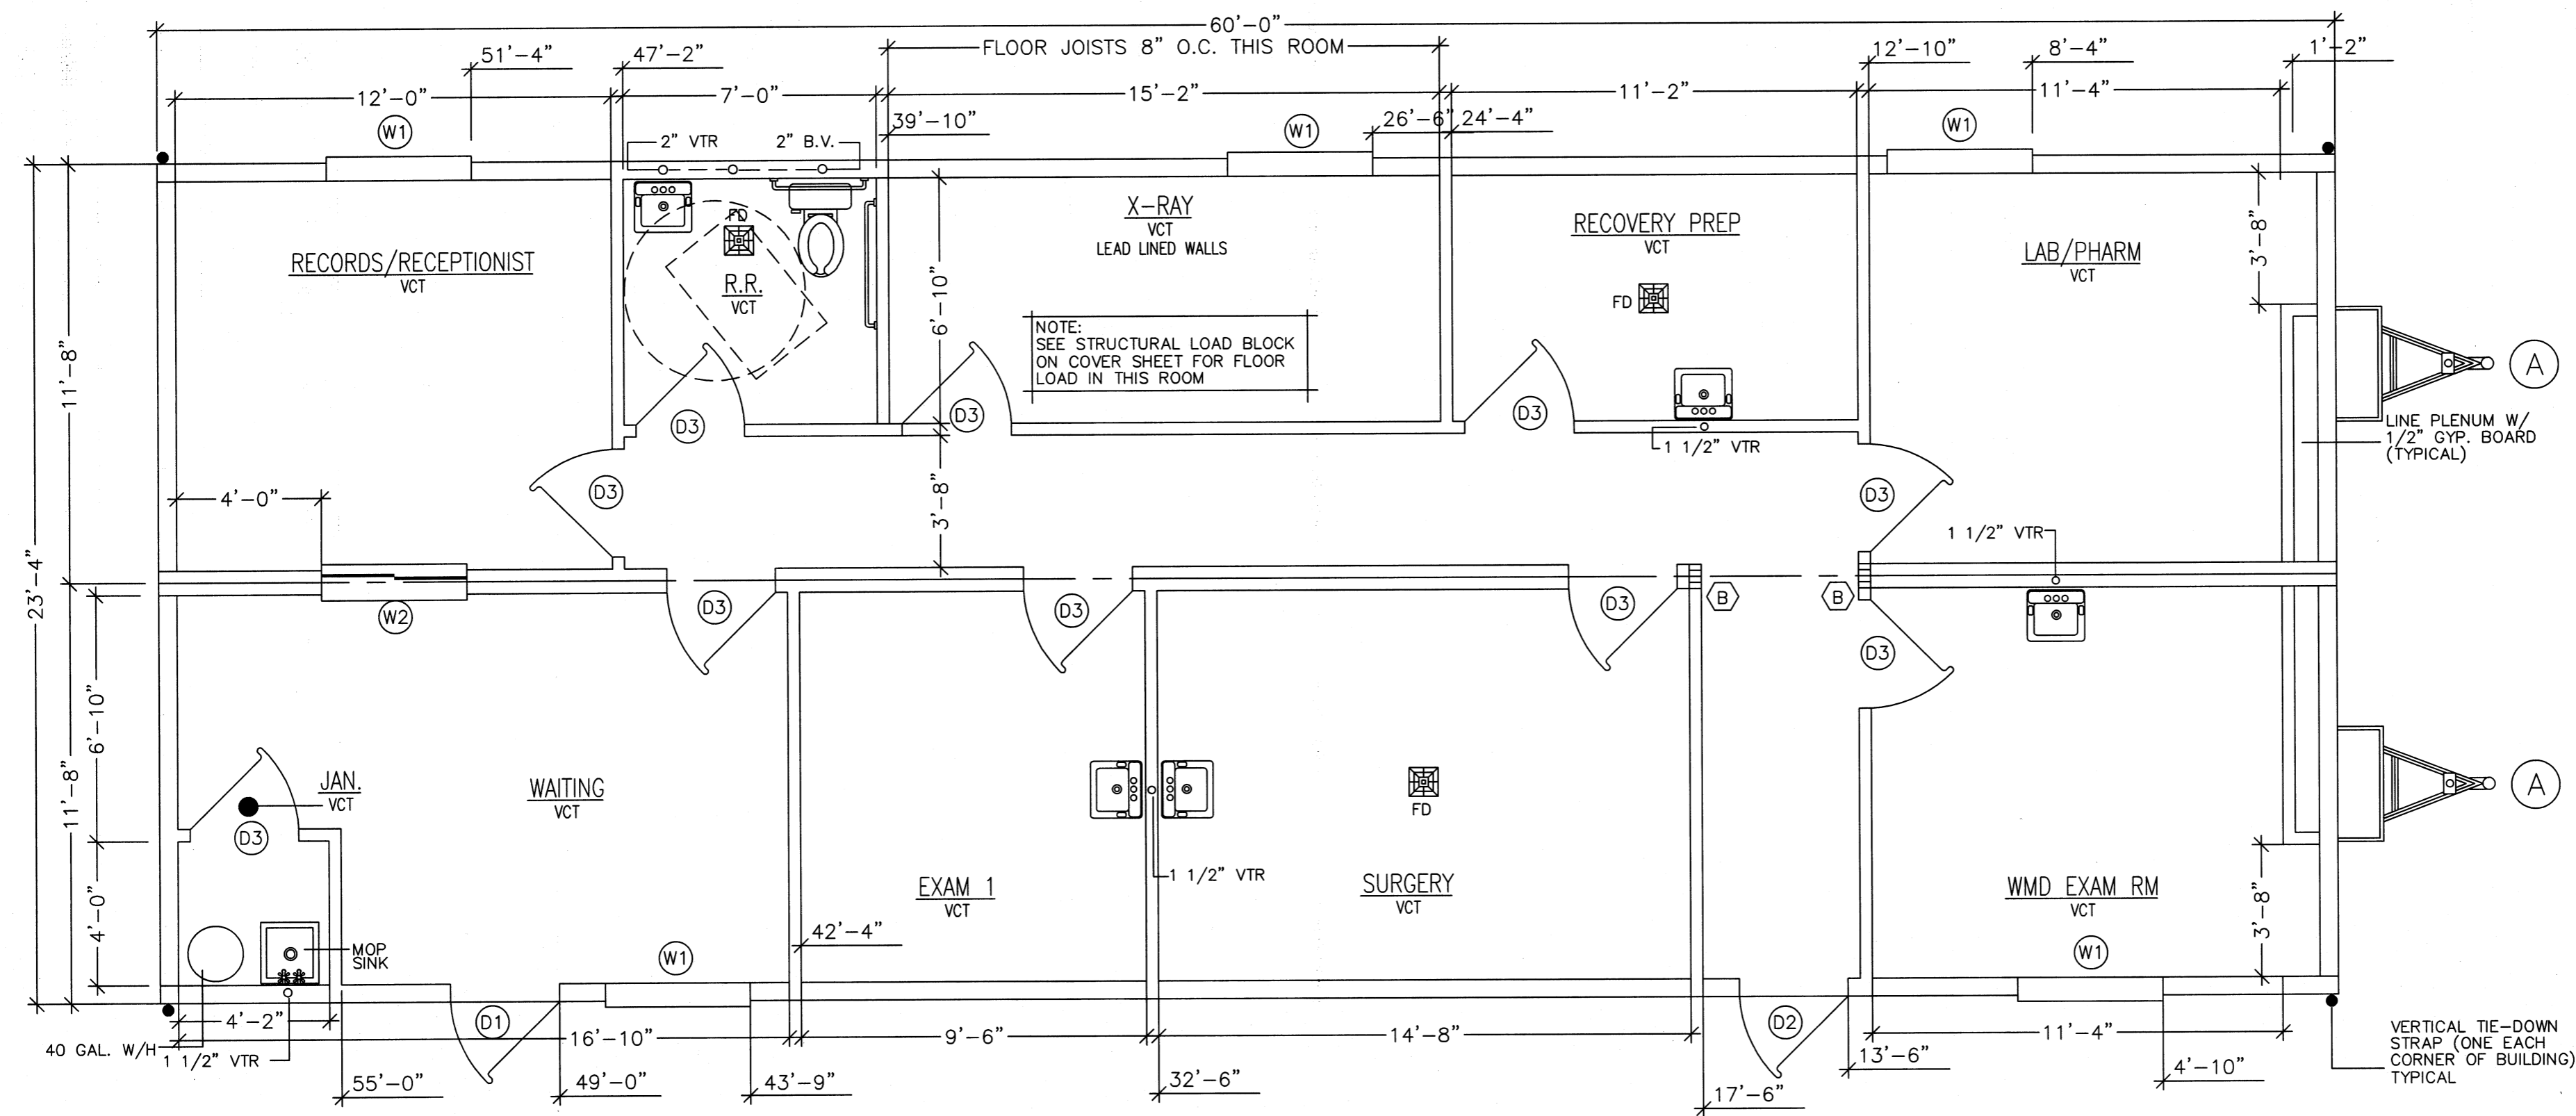 60'-0"
FLOOR JOISTS 8" O.C. THIS ROOM
51'-4"
47'-2"
12'-10"
8'-4"
1'-2"
12'-0"
7'-0"
15'-2"
11'-2"
11'-4"
39'-10"
26'-6"
24'-4"
W1
W1
W1
2" VTR
2" B.V.
RECORDS/RECEPTIONIST
VCT
FD
R.R.
VCT
X-RAY
VCT
LEAD LINED WALLS
RECOVERY PREP
VCT
FD
LAB/PHARM
VCT
3'-8"
6'-10"
NOTE:
SEE STRUCTURAL LOAD BLOCK
ON COVER SHEET FOR FLOOR
LOAD IN THIS ROOM
A
11'-8"
23'-4"
D3
D3
D3
1 1/2" VTR
LINE PLENUM W/
1/2" GYP. BOARD
(TYPICAL)
4'-0"
D3
3'-8"
D3
1 1/2" VTR
W2
D3
D3
D3
B
B
D3
6'-10"
11'-8"
JAN.
VCT
D3
WAITING
VCT
FD
A
4'-0"
MOP
SINK
EXAM 1
VCT
1 1/2" VTR
SURGERY
VCT
WMD EXAM RM
VCT
3'-8"
42'-4"
W1
W1
4'-2"
D1
D2
40 GAL. W/H
1 1/2" VTR
16'-10"
9'-6"
14'-8"
11'-4"
55'-0"
49'-0"
43'-9"
32'-6"
17'-6"
13'-6"
4'-10"
VERTICAL TIE-DOWN
STRAP (ONE EACH
CORNER OF BUILDING)
TYPICAL